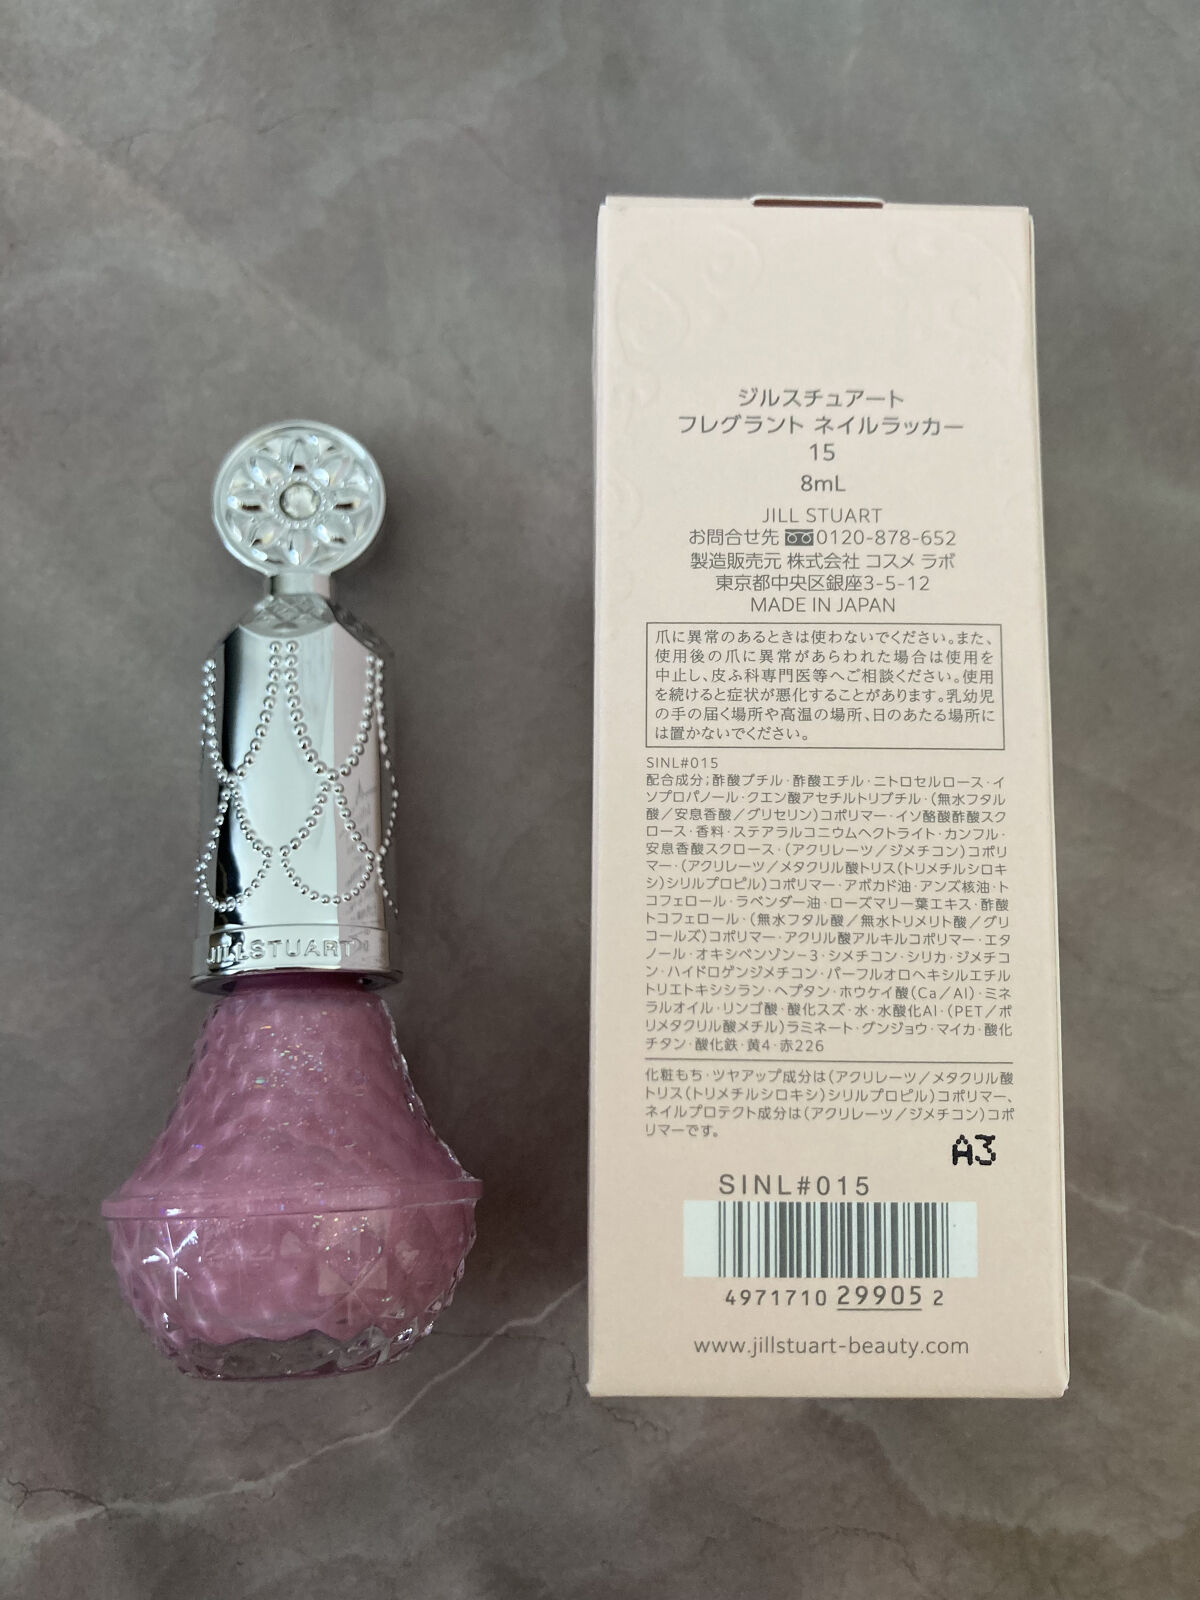 JILLSTUART
ジルスチュアート
フレグラント ネイルラッカー
15
8mL
JILL STUART
お問合せ先 0120-878-652
製造販売元 株式会社 コスメ ラボ
東京都中央区銀座3-5-12
MADE IN JAPAN
爪に異常のあるときは使わないでください。また、
使用後の爪に異常があらわれた場合は使用を
中止し、皮ふ科専門医等へご相談ください。使用
を続けると症状が悪化することがあります。乳幼児
の手の届く場所や高温の場所、日のあたる場所に
は置かないでください。
SINL#015
配合成分;酢酸ブチル・酢酸エチル・ニトロセルロース・イ
ソプロパノール・クエン酸アセチルトリブチル・(無水フタル
酸/安息香酸/グリセリン)コポリマー・イソ酪酸酢酸スク
ロース・香料・ステアラルコニウムヘクトライト・カンフル・
安息香酸スクロース・(アクリレーツ/ジメチコン)コポリ
マー・(アクリレーツ/メタクリル酸トリス(トリメチルシロキ
シ)シリルプロピル)コポリマー・アボカド油・アンズ核油・ト
コフェロール・ラベンダー油・ローズマリー葉エキス・酢酸
トコフェロール・(無水フタル酸/無水トリメリト酸/グリ
コールズ)コポリマー・アクリル酸アルキルコポリマー・エタ
ノール・オキシベンゾン-3・シメチコン・シリカ・ジメチコ
ン・ハイドロゲンジメチコン・パーフルオロヘキシルエチル
トリエトキシシラン・ヘプタン・ホウケイ酸(Ca/Al)・ミネ
ラルオイル・リンゴ酸・酸化スズ・水・水酸化Al・(PET/ポ
リメタクリル酸メチル)ラミネート・グンジョウ・マイカ・酸化
チタン・酸化鉄・黄4・赤226
化粧もち・ツヤアップ成分は(アクリレーツ/メタクリル酸
トリス(トリメチルシロキシ)シリルプロピル)コポリマー、
ネイルプロテクト成分は(アクリレーツ/ジメチコン)コポ
リマーです。
A3
SINL#015
4971710 29905 2
www.jillstuart-beauty.com